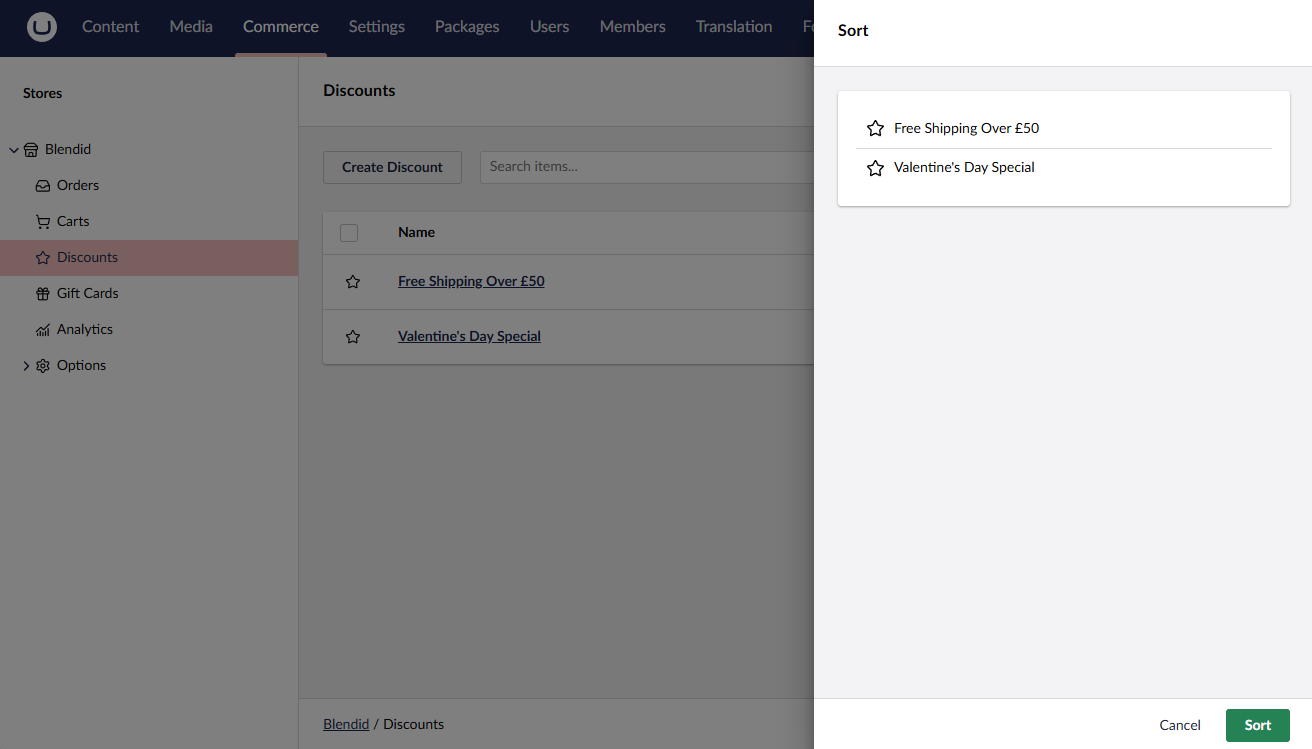 Content Media Commerce Settings Packages Users Members Translation
Stores
Blendid
Orders
Carts
Discounts
Gift Cards
Analytics
Options
Discounts
Create Discount
Search items...
Name
Free Shipping Over £50
Valentine's Day Special
Blendid / Discounts
Sort
Free Shipping Over £50
Valentine's Day Special
Cancel
Sort